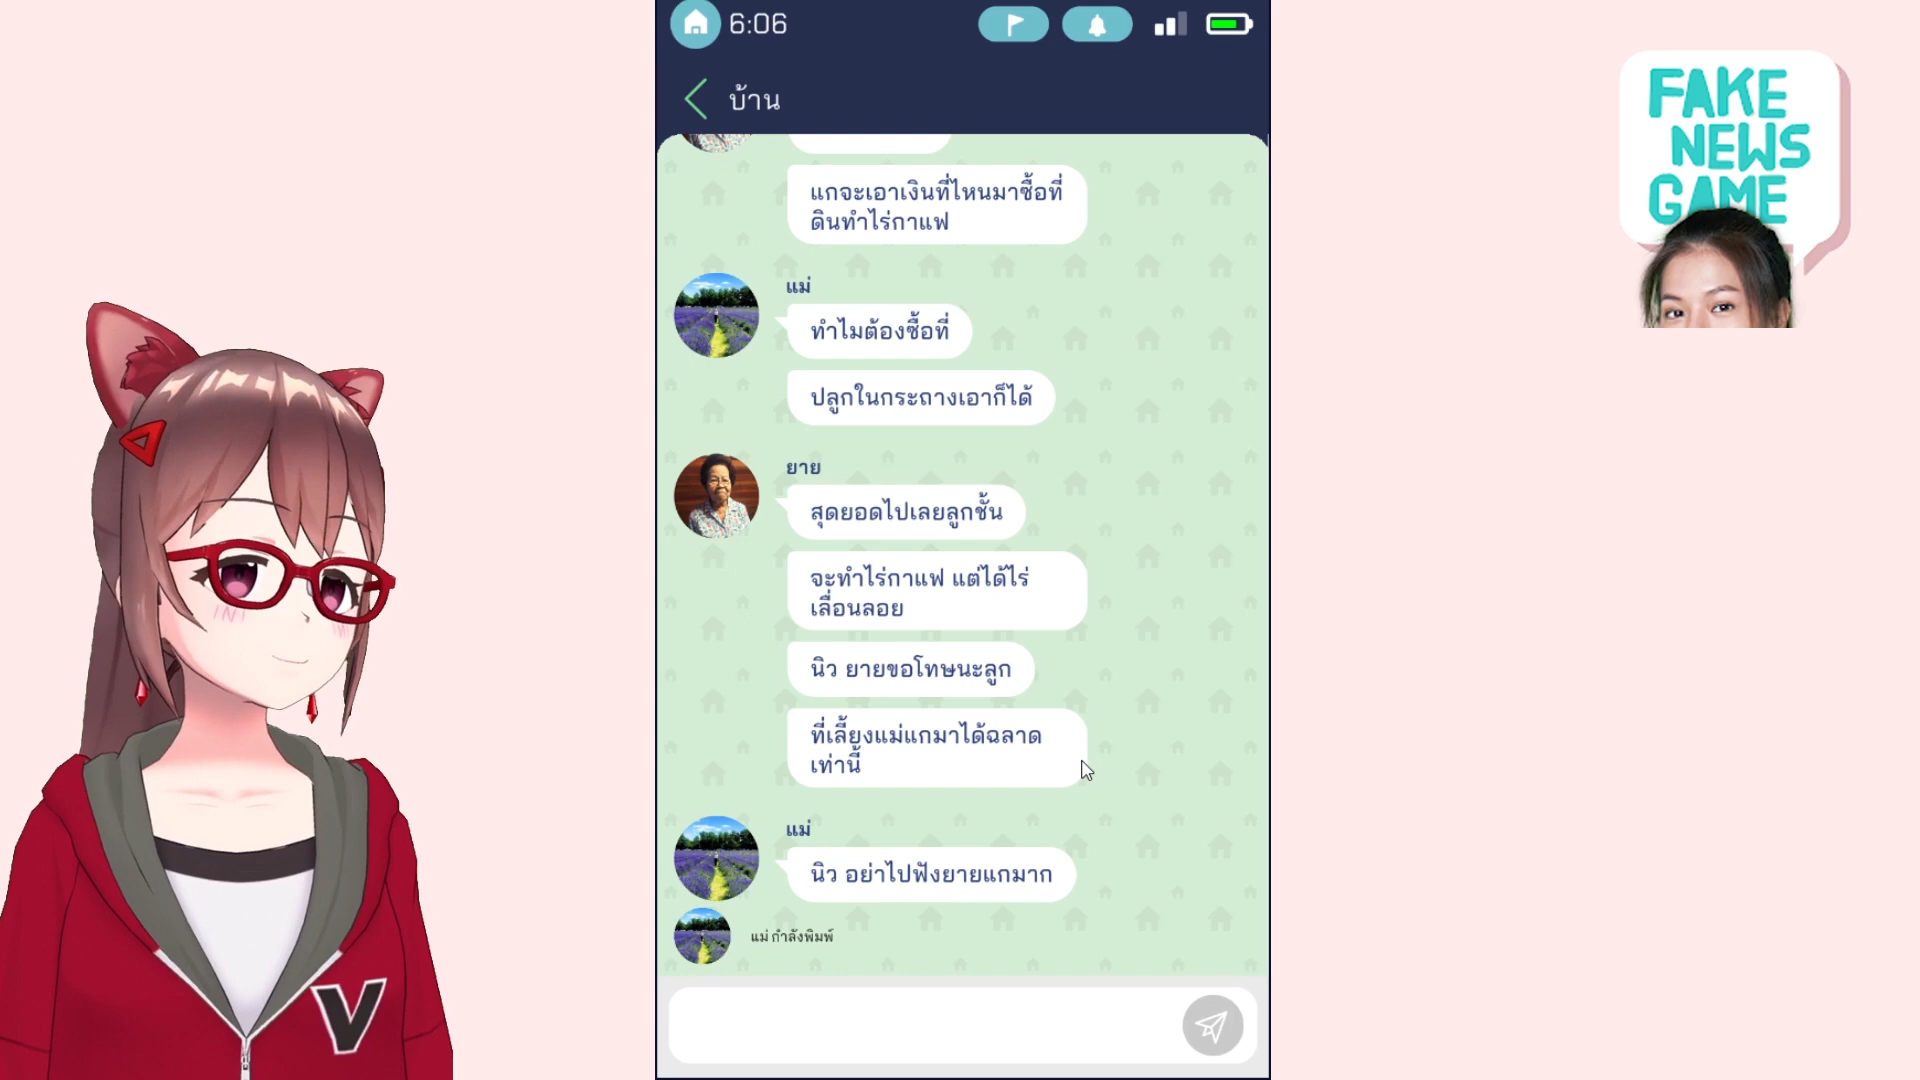 6:06
บ้าน
แกจะเอาเงินที่ไหนมาซื้อที่
ดินทำไร่กาแฟ
แม่
ทำไมต้องซื้อที่
ปลูกในกระถางเอาก็ได้
ยาย
สุดยอดไปเลยลูกชั้น
จะทำไร่กาแฟ แต่ได้ไร่
เลื่อนลอย
นิว ยายขอโทษนะลูก
ที่เลี้ยงแม่แกมาได้ฉลาด
เท่านี้
แม่
นิว อย่าไปฟังยายแกมาก
แม่ กำลังพิมพ์
FAKE
NEWS
GAME
V